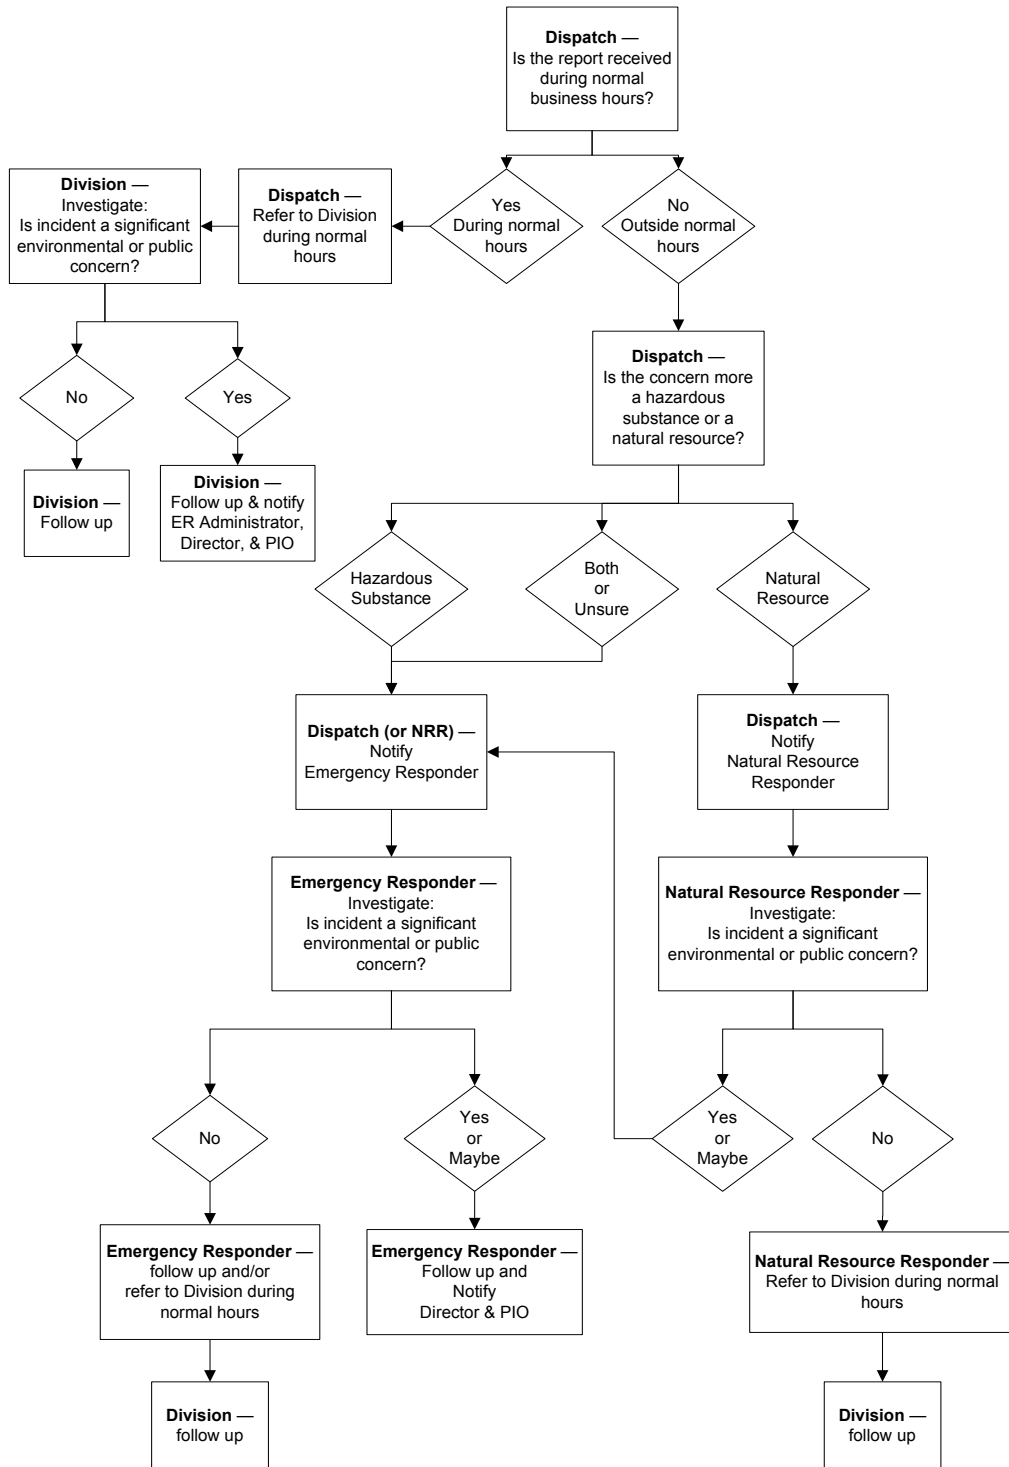 Dispatch —
Is the report received
during normal
business hours?
Division —
Investigate:
Is incident a significant
environmental or public
concern?
Dispatch —
Refer to Division
during normal
hours
Yes
During normal
hours
No
Outside normal
hours
Dispatch —
Is the concern more
a hazardous
substance or a
natural resource?
No
Yes
Division —
Follow up
Division —
Follow up & notify
ER Administrator,
Director, & PIO
Hazardous
Substance
Both
or
Unsure
Natural
Resource
Dispatch (or NRR) —
Notify
Emergency Responder
Dispatch —
Notify
Natural Resource
Responder
Emergency Responder —
Investigate:
Is incident a significant
environmental or public
concern?
Natural Resource Responder —
Investigate:
Is incident a significant
environmental or public concern?
No
Yes
or
Maybe
Yes
or
Maybe
No
Emergency Responder —
follow up and/or
refer to Division during
normal hours
Emergency Responder —
Follow up and
Notify
Director & PIO
Natural Resource Responder —
Refer to Division during normal
hours
Division —
follow up
Division —
follow up